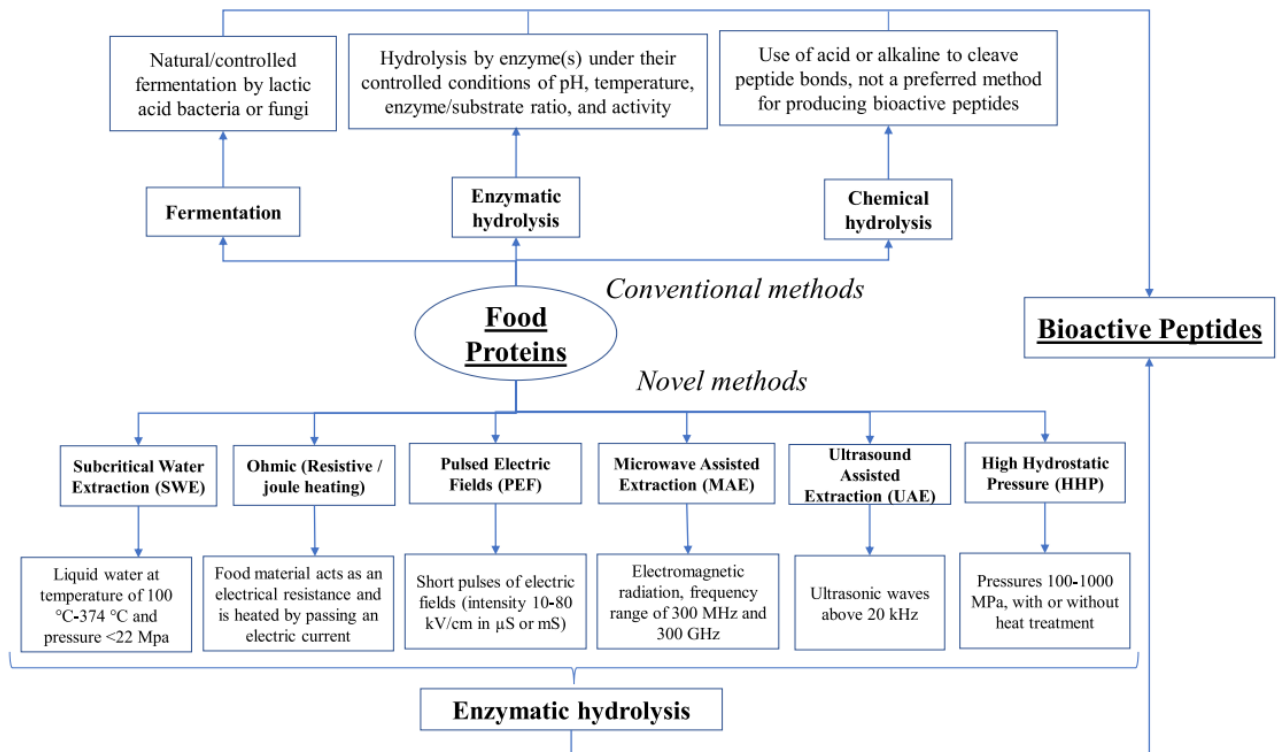 Natural/controlled
fermentation by lactic
acid bacteria or fungi
Hydrolysis by enzyme(s) under their
controlled conditions of pH, temperature,
enzyme/substrate ratio, and activity
Use of acid or alkaline to cleave
peptide bonds, not a preferred method
for producing bioactive peptides
Fermentation
Enzymatic
hydrolysis
Chemical
hydrolysis
Conventional methods
Food
Proteins
Bioactive Peptides
Novel methods
Subcritical Water
Extraction (SWE)
Ohmic (Resistive /
joule heating)
Pulsed Electric
Fields (PEF)
Microwave Assisted
Extraction (MAE)
Ultrasound
Assisted
Extraction (UAE)
High Hydrostatic
Pressure (HHP)
Liquid water at
temperature of 100
°C-374 °C and
pressure <22 Mpa
Food material acts as an
electrical resistance and
is heated by passing an
electric current
Short pulses of electric
fields (intensity 10-80
kV/cm in µS or mS)
Electromagnetic
radiation, frequency
range of 300 MHz and
300 GHz
Ultrasonic waves
above 20 kHz
Pressures 100-1000
MPa, with or without
heat treatment
Enzymatic hydrolysis